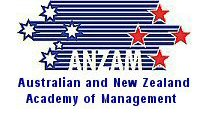 ANZAM
Australian and New Zealand
Academy of Management